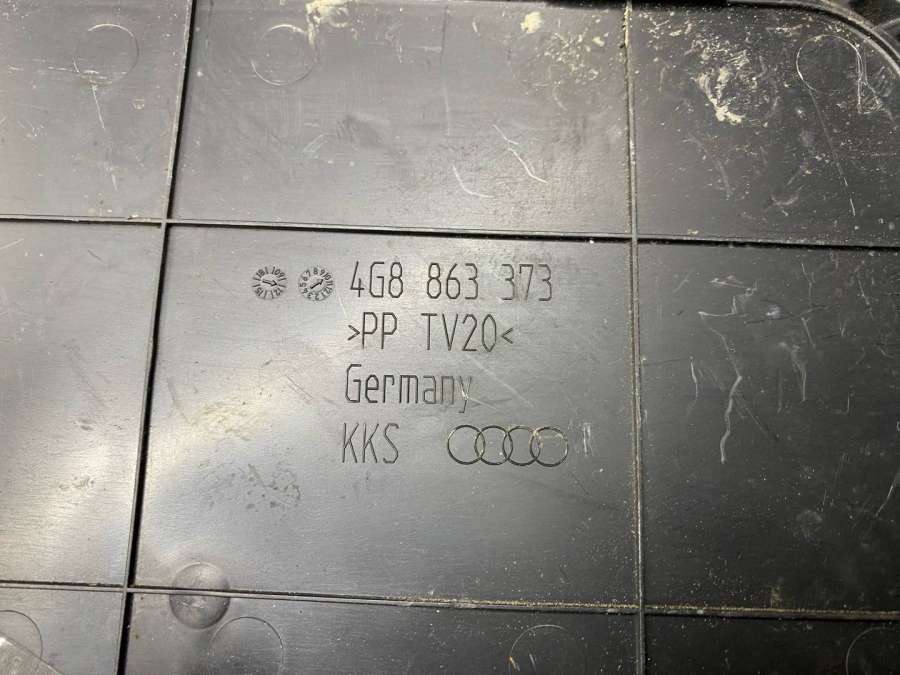 4G8 863 373
>PP TV20<
Germany
KKS